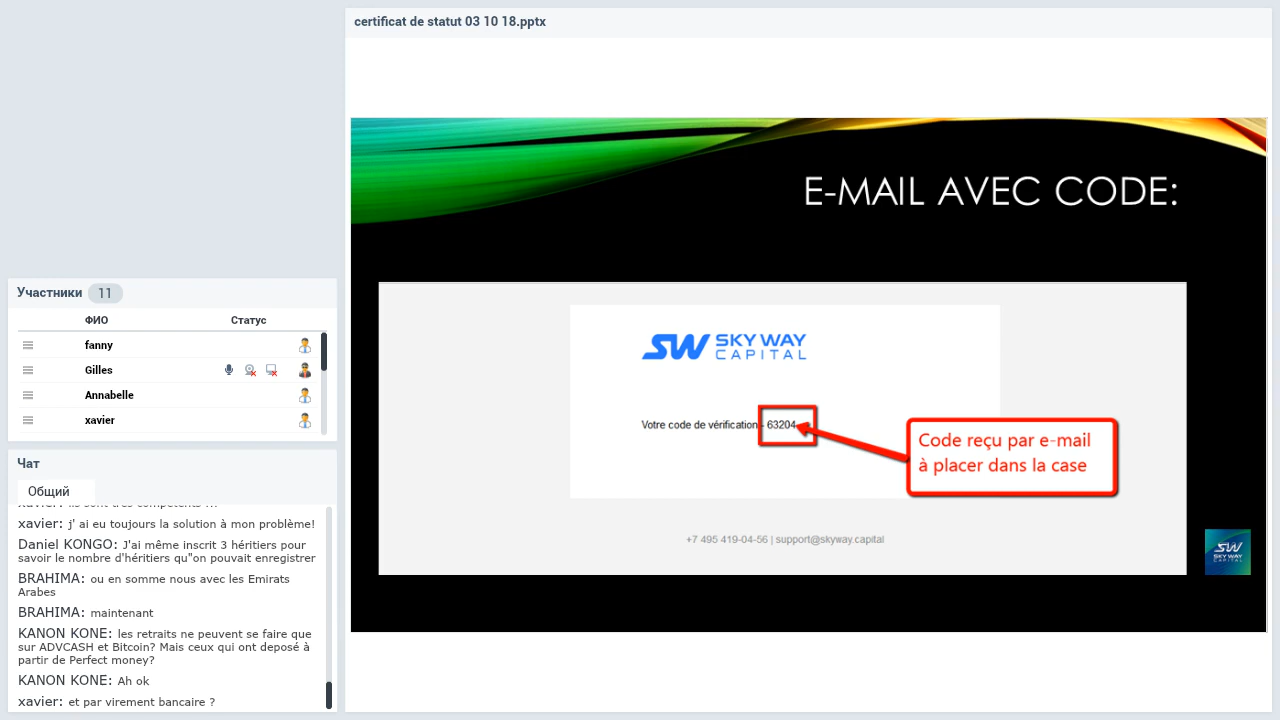 certificat de statut 03 10 18.pptx
E-MAIL AVEC CODE:
SW SKY WAY
CAPITAL
Votre code de vérification - 63204
Code reçu par e-mail
à placer dans la case
+7 495 419-04-56 | support@skyway.capital
SW
SKY WAY
CAPITAL
Участники 11
ФИО Статус
fanny
Gilles
Annabelle
xavier
Чат
Общий
xavier: j' ai eu toujours la solution à mon problème!
Daniel KONGO: J'ai même inscrit 3 héritiers pour
savoir le nombre d'héritiers qu"on pouvait enregistrer
BRAHIMA: ou en somme nous avec les Emirats
Arabes
BRAHIMA: maintenant
KANON KONE: les retraits ne peuvent se faire que
sur ADVCASH et Bitcoin? Mais ceux qui ont deposé à
partir de Perfect money?
KANON KONE: Ah ok
xavier: et par virement bancaire ?